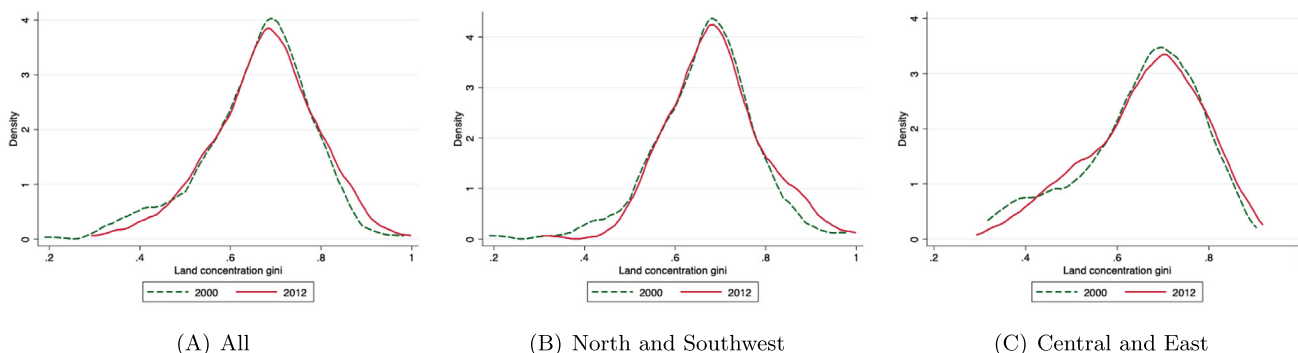 4
3
2
1
0
Density
.2 .4 .6 .8 1
Land concentration gini
2000 2012
(A) All
4
3
2
1
0
Density
.2 .4 .6 .8 1
Land concentration gini
2000 2012
(B) North and Southwest
4
3
2
1
0
Density
.2 .4 .6 .8
Land concentration gini
2000 2012
(C) Central and East